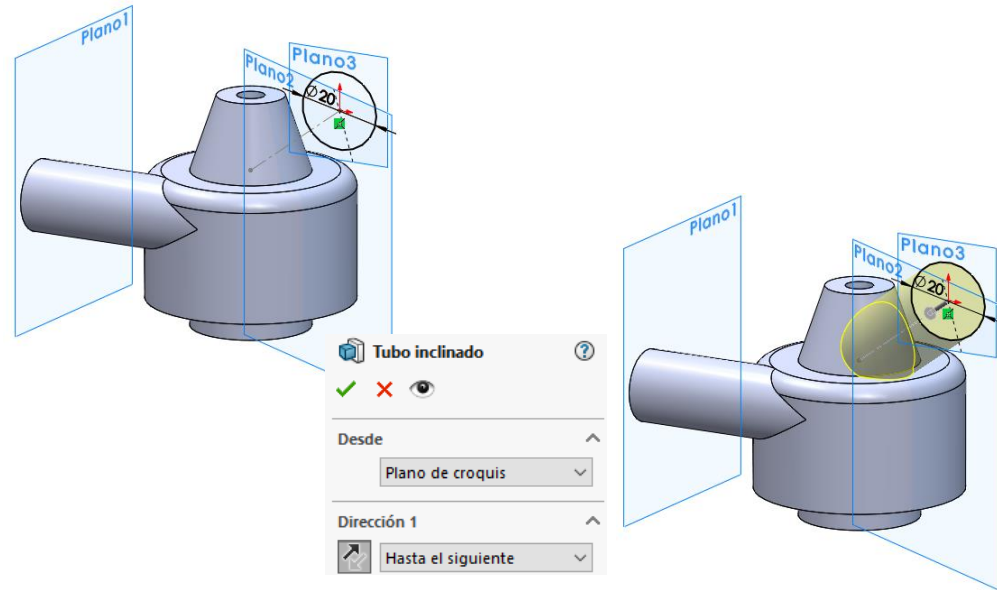 Plano1
Plano2
Plano3
Ø20
Tubo inclinado
Desde
Plano de croquis
Dirección 1
Hasta el siguiente
Plano1
Plano2
Plano3
Ø20